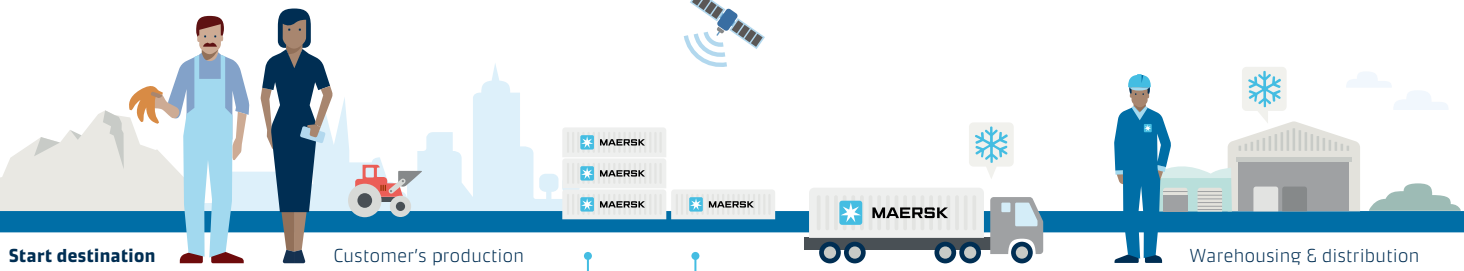 MAERSK
MAERSK
MAERSK
MAERSK
MAERSK
Start destination
Customer's production
Warehousing & distribution